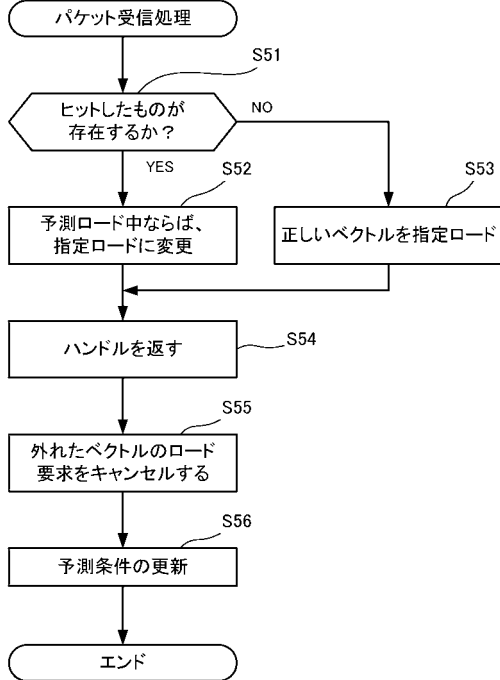 パケット受信処理
S51
ヒットしたものが
存在するか？
NO
YES
S52
S53
予測ロード中ならば、
指定ロードに変更
正しいベクトルを指定ロード
S54
ハンドルを返す
S55
外れたベクトルのロード
要求をキャンセルする
S56
予測条件の更新
エンド